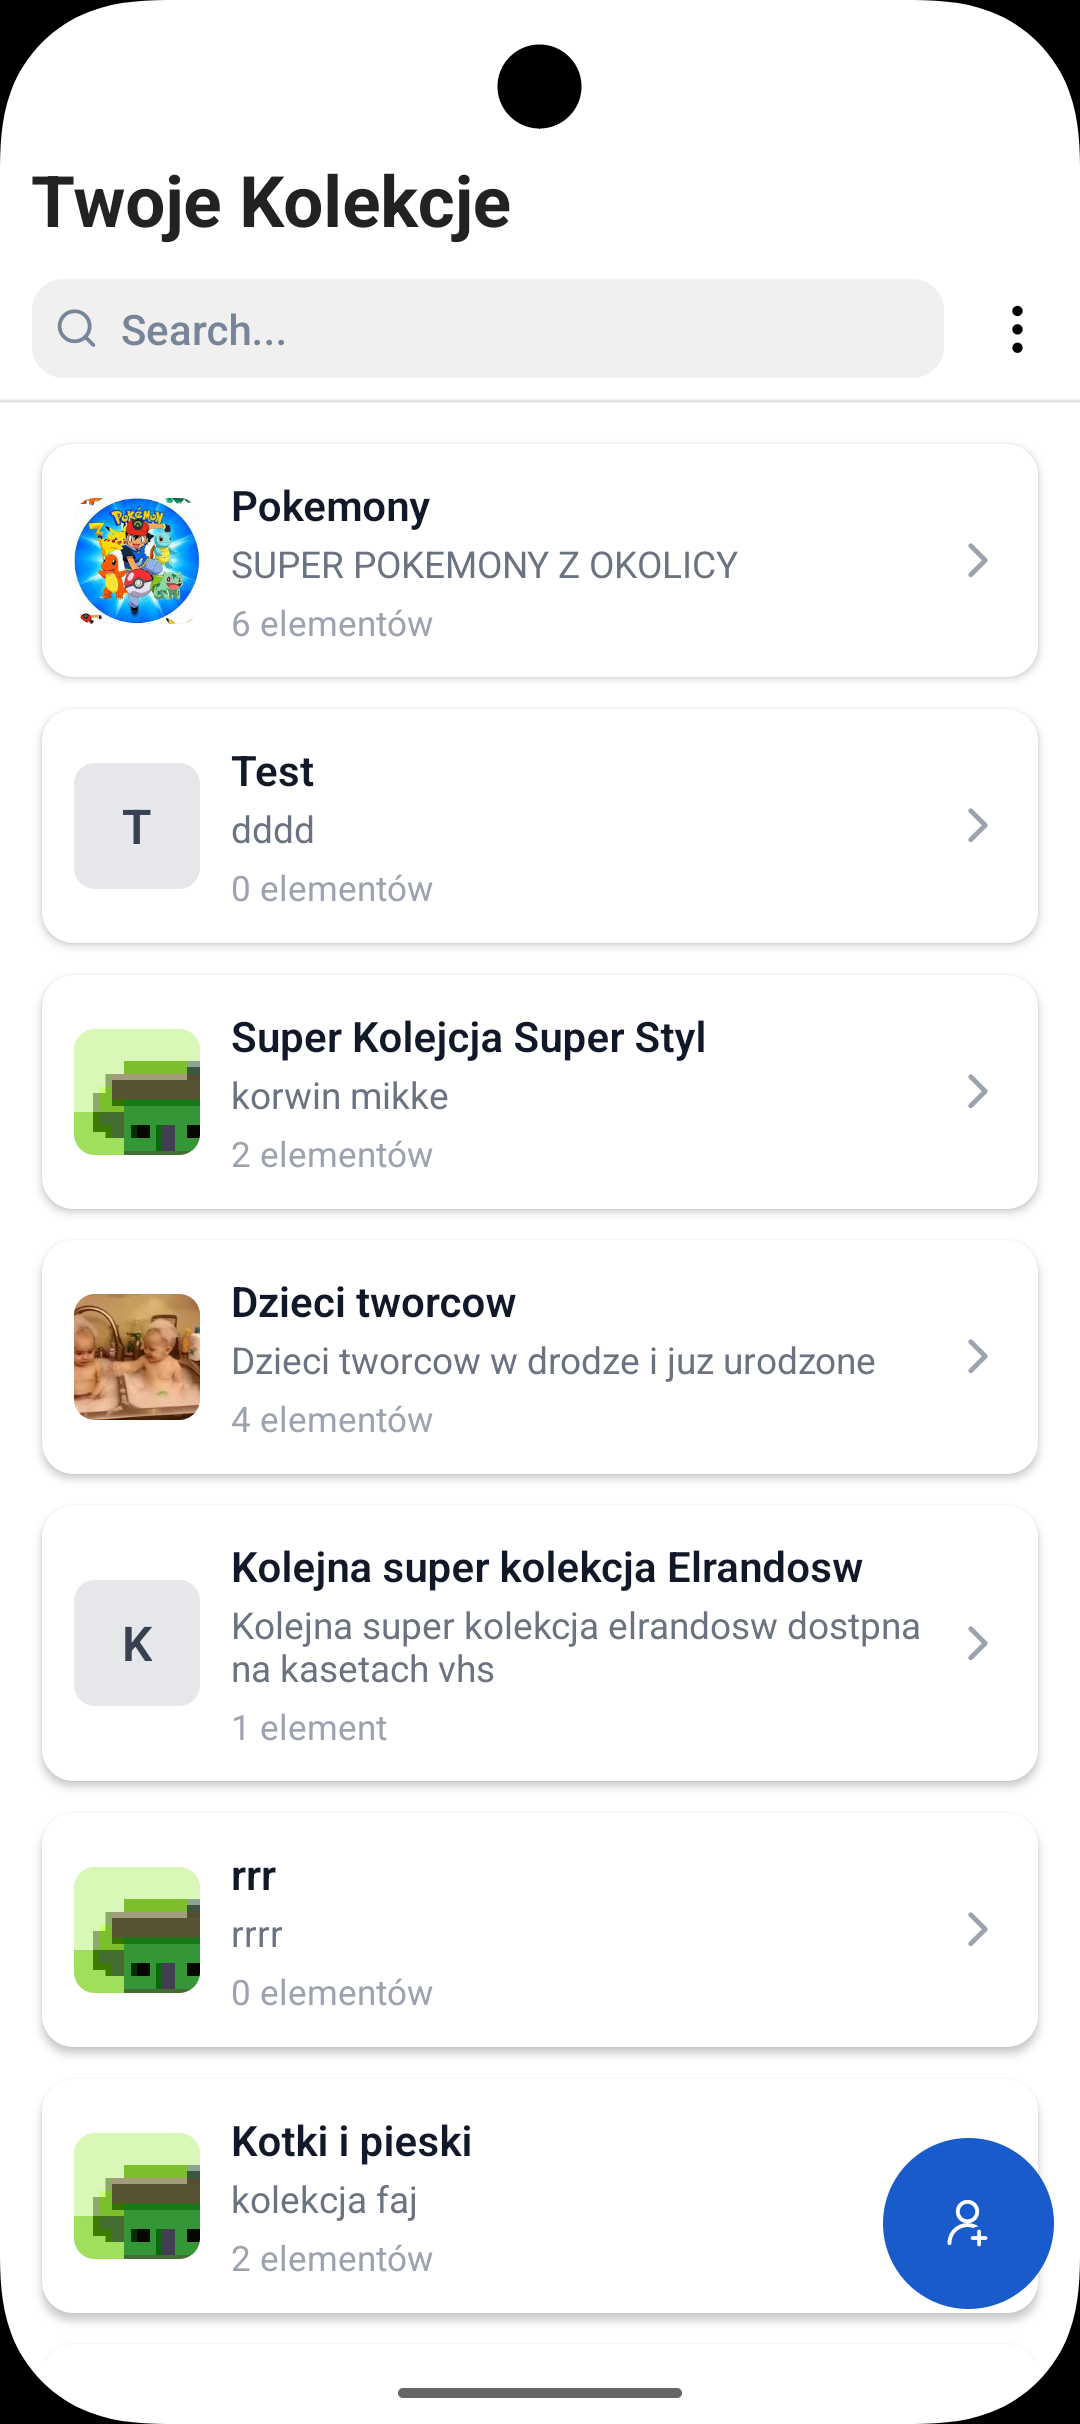 Twoje Kolekcje
Search...
Pokémon
Pokemony
SUPER POKEMONY Z OKOLICY
6 elementów
T
Test
dddd
0 elementów
Super Kolejcja Super Styl
korwin mikke
2 elementów
Dzieci tworcow
Dzieci tworcow w drodze i juz urodzone
4 elementów
K
Kolejna super kolekcja Elrandosw
Kolejna super kolekcja elrandosw dostpna
na kasetach vhs
1 element
rrr
rrrr
0 elementów
Kotki i pieski
kolekcja faj
2 elementów